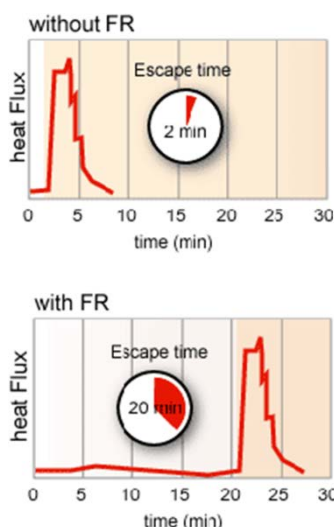 without FR
Escape time
2 min
heat Flux
0 5 10 15 20 25 30
time (min)
with FR
Escape time
20 min
heat Flux
0 5 10 15 20 25 30
time (min)